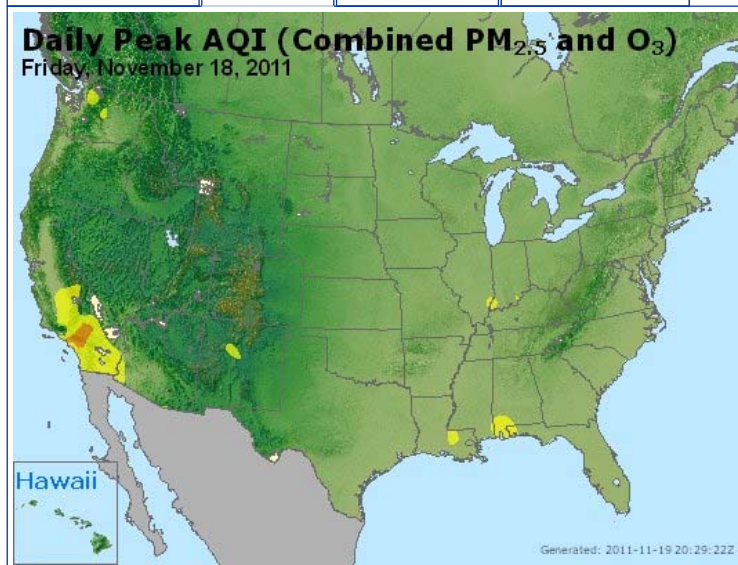 Daily Peak AQI (Combined PM2.5 and O3)
Friday, November 18, 2011
Hawaii
Generated: 2011-11-19 20:29:22Z